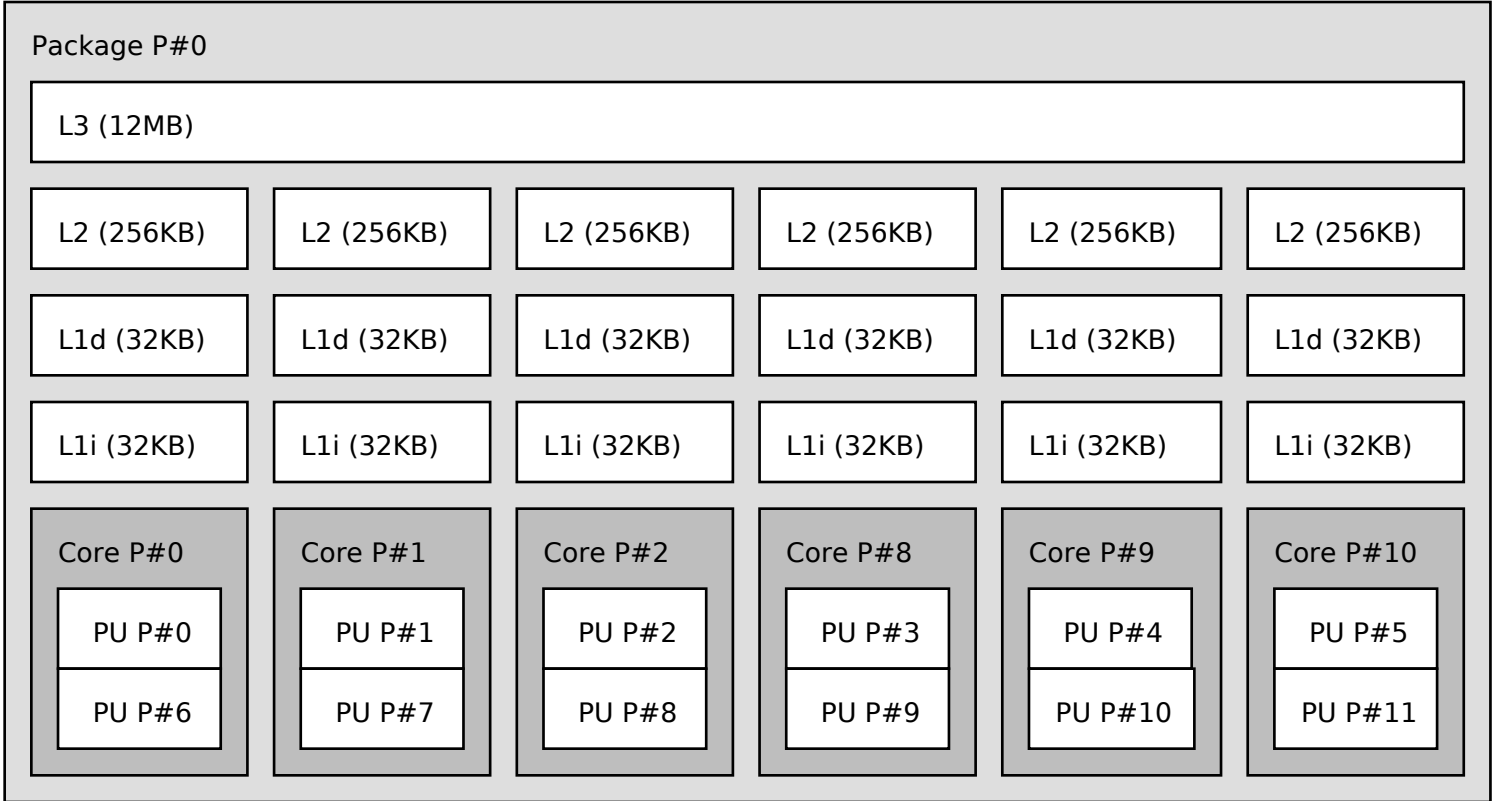 Package P#0
L3 (12MB)
L2 (256KB) L2 (256KB) L2 (256KB) L2 (256KB) L2 (256KB) L2 (256KB)
L1d (32KB) L1d (32KB) L1d (32KB) L1d (32KB) L1d (32KB) L1d (32KB)
L1i (32KB) L1i (32KB) L1i (32KB) L1i (32KB) L1i (32KB) L1i (32KB)
Core P#0 Core P#1 Core P#2 Core P#8 Core P#9 Core P#10
PU P#0 PU P#1 PU P#2 PU P#3 PU P#4 PU P#5
PU P#6 PU P#7 PU P#8 PU P#9 PU P#10 PU P#11